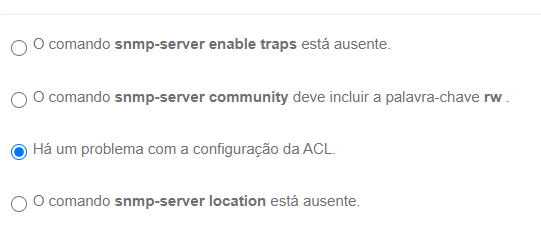 O comando snmp-server enable traps está ausente.
O comando snmp-server community deve incluir a palavra-chave rw .
Há um problema com a configuração da ACL.
O comando snmp-server location está ausente.